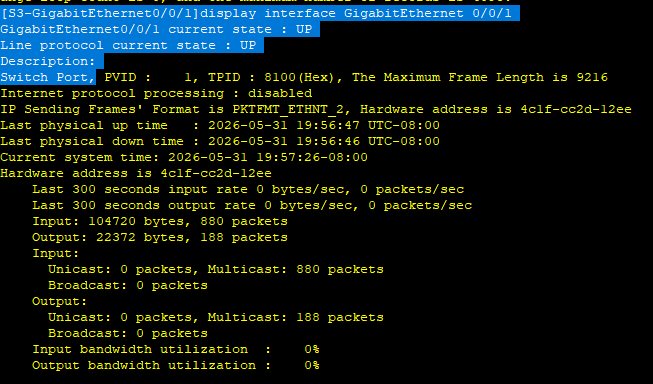 [S3-GigabitEthernet0/0/1]display interface GigabitEthernet 0/0/1
GigabitEthernet0/0/1 current state : UP
Line protocol current state : UP
Description:
Switch Port, PVID :    1, TPID : 8100(Hex), The Maximum Frame Length is 9216
Internet protocol processing : disabled
IP Sending Frames' Format is PKTFMT_ETHNT_2, Hardware address is 4c1f-cc2d-12ee
Last physical up time   : 2026-05-31 19:56:47 UTC-08:00
Last physical down time : 2026-05-31 19:56:46 UTC-08:00
Current system time: 2026-05-31 19:57:26-08:00
Hardware address is 4c1f-cc2d-12ee
    Last 300 seconds input rate 0 bytes/sec, 0 packets/sec
    Last 300 seconds output rate 0 bytes/sec, 0 packets/sec
    Input: 104720 bytes, 880 packets
    Output: 22372 bytes, 188 packets
    Input:
      Unicast: 0 packets, Multicast: 880 packets
      Broadcast: 0 packets
    Output:
      Unicast: 0 packets, Multicast: 188 packets
      Broadcast: 0 packets
    Input bandwidth utilization  :    0%
    Output bandwidth utilization :    0%